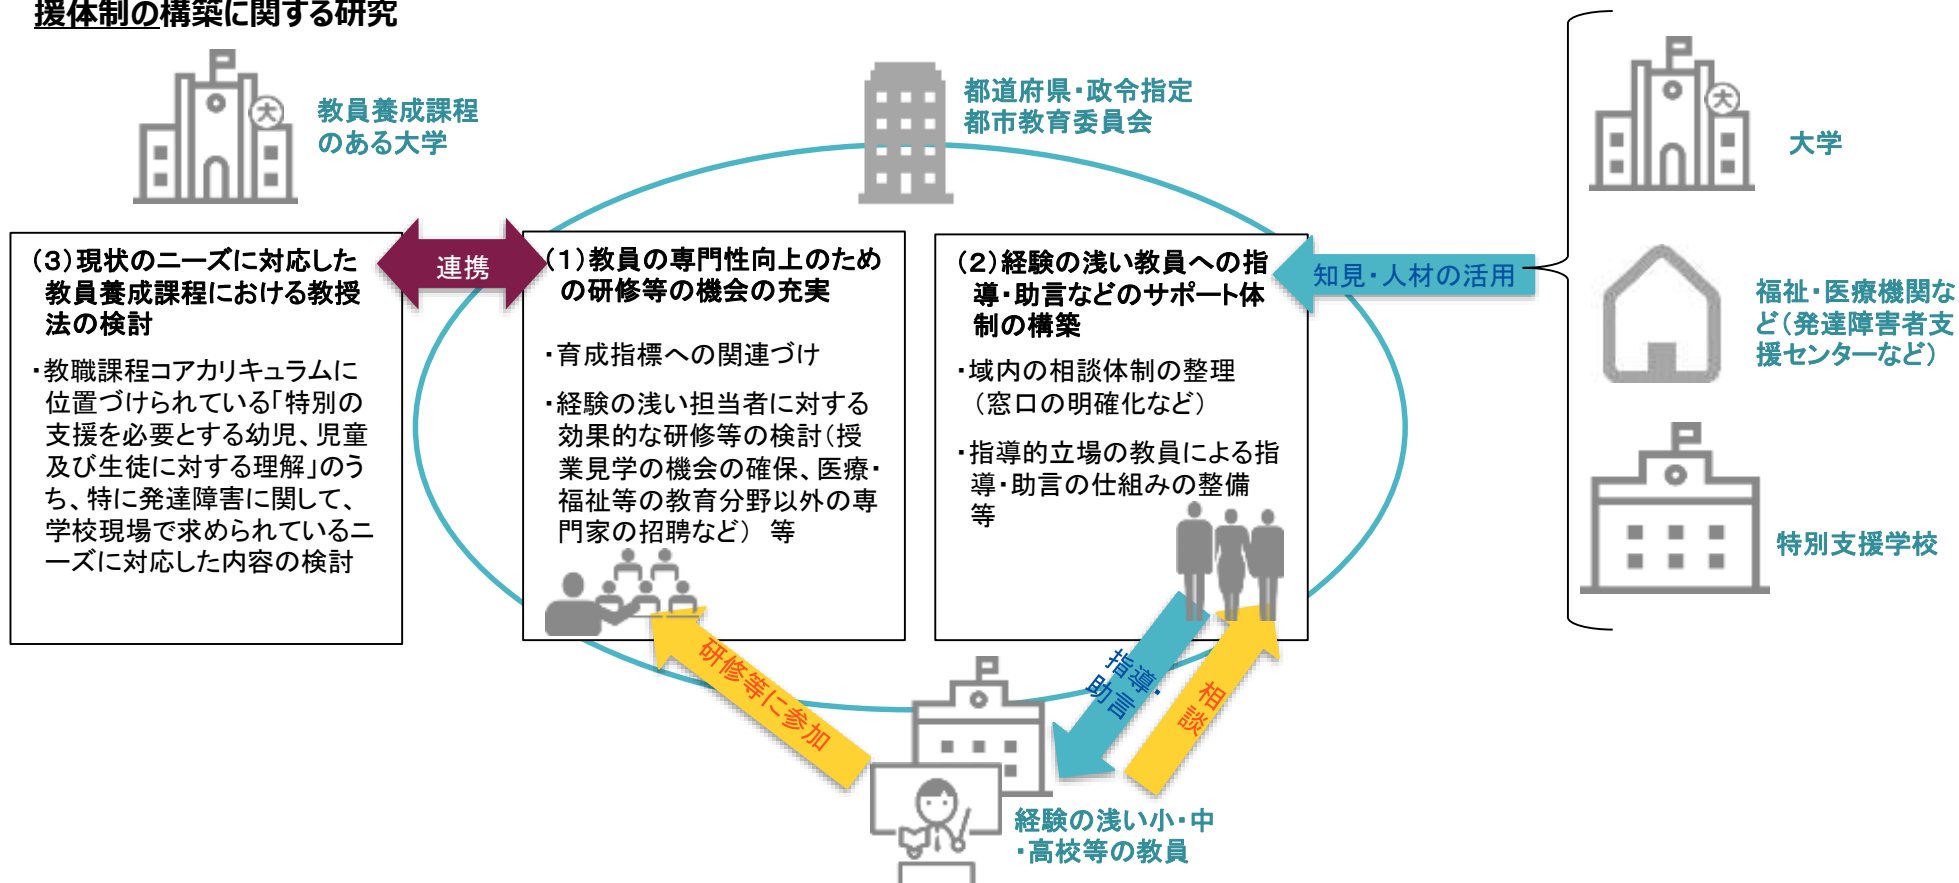 援体制の構築に関する研究
教員養成課程
のある大学
都道府県・政令指定
都市教育委員会
大
大
大学
(3)現状のニーズに対応した
教員養成課程における教授
法の検討
・教職課程コアカリキュラムに
位置づけられている「特別の
支援を必要とする幼児、児童
及び生徒に対する理解」のう
ち、特に発達障害に関して、
学校現場で求められているニ
ーズに対応した内容の検討
連携
(1)教員の専門性向上のため
の研修等の機会の充実
・育成指標への関連づけ
・経験の浅い担当者に対する
効果的な研修等の検討(授
業見学の機会の確保、医療・
福祉等の教育分野以外の専
門家の招聘など) 等
(2)経験の浅い教員への指
導・助言などのサポート体
制の構築
・域内の相談体制の整理
(窓口の明確化など)
・指導的立場の教員による指
導・助言の仕組みの整備
等
知見・人材の活用
福祉・医療機関な
ど(発達障害者支
援センターなど)
特別支援学校
研修等に参加
指導・
助言
相
談
経験の浅い小・中
・高校等の教員